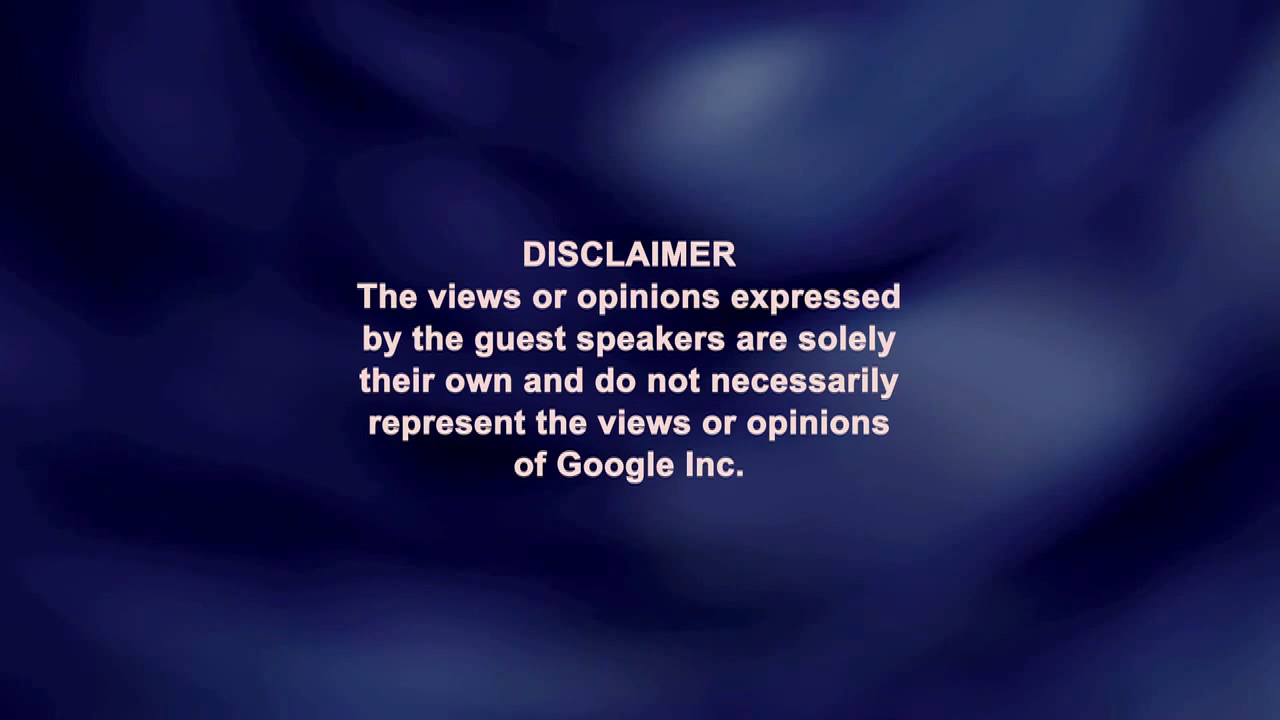 DISCLAIMER
The views or opinions expressed
by the guest speakers are solely
their own and do not necessarily
represent the views or opinions
of Google Inc.